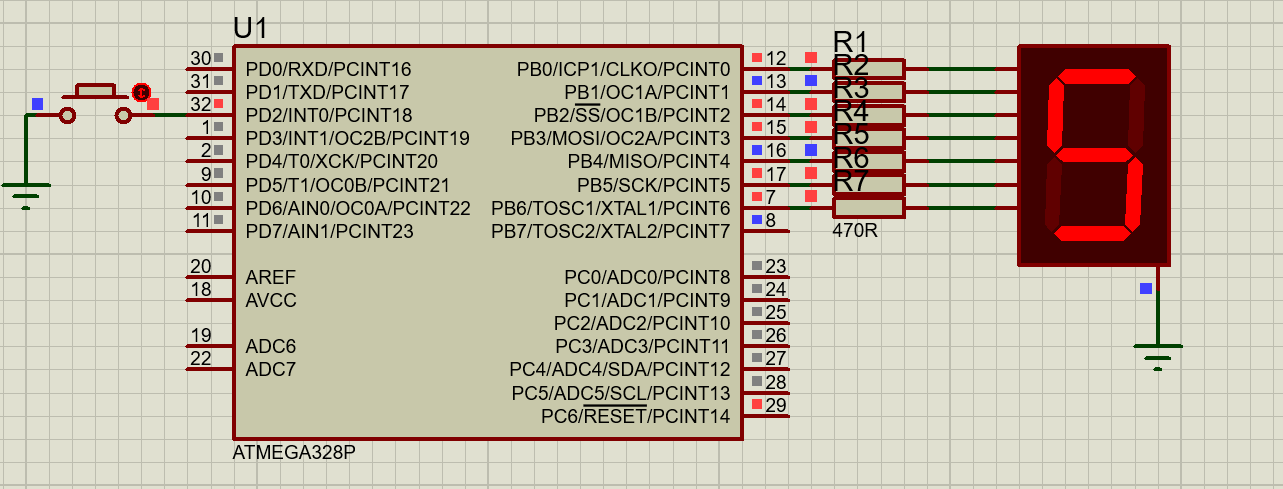 U1
30 PD0/RXD/PCINT16 PB0/ICP1/CLKO/PCINT0 12 R1
31 PD1/TXD/PCINT17 PB1/OC1A/PCINT1 13 R2
32 PD2/INT0/PCINT18 PB2/SS/OC1B/PCINT2 14 R3
1 PD3/INT1/OC2B/PCINT19 PB3/MOSI/OC2A/PCINT3 15 R4
2 PD4/T0/XCK/PCINT20 PB4/MISO/PCINT4 16 R5
9 PD5/T1/OC0B/PCINT21 PB5/SCK/PCINT5 17 R6
10 PD6/AIN0/OC0A/PCINT22 PB6/TOSC1/XTAL1/PCINT6 7 R7
11 PD7/AIN1/PCINT23 PB7/TOSC2/XTAL2/PCINT7 8 470R
20 AREF PC0/ADC0/PCINT8 23
18 AVCC PC1/ADC1/PCINT9 24
PC2/ADC2/PCINT10 25
19 ADC6 PC3/ADC3/PCINT11 26
22 ADC7 PC4/ADC4/SDA/PCINT12 27
PC5/ADC5/SCL/PCINT13 28
PC6/RESET/PCINT14 29
ATMEGA328P
5